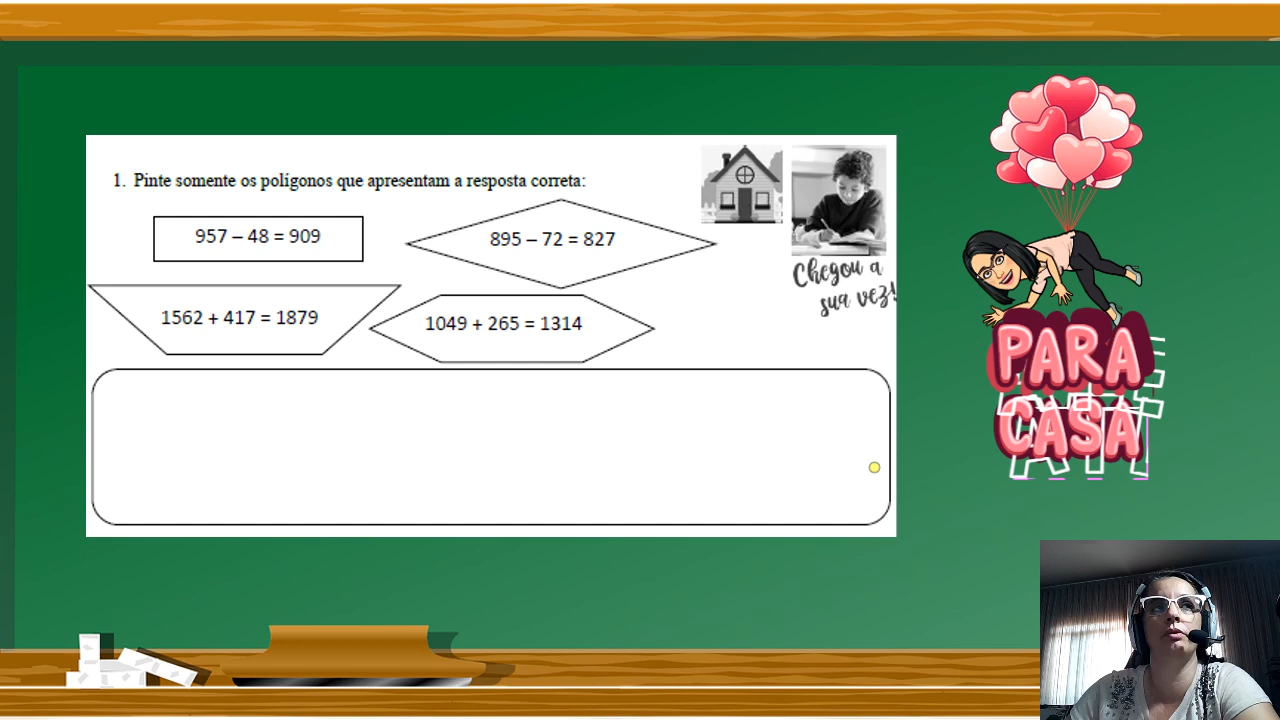 1. Pinte somente os polígonos que apresentam a resposta correta:
957 – 48 = 909
895 – 72 = 827
Chegou a
sua vez!
1562 + 417 = 1879
1049 + 265 = 1314
PARA
CASA